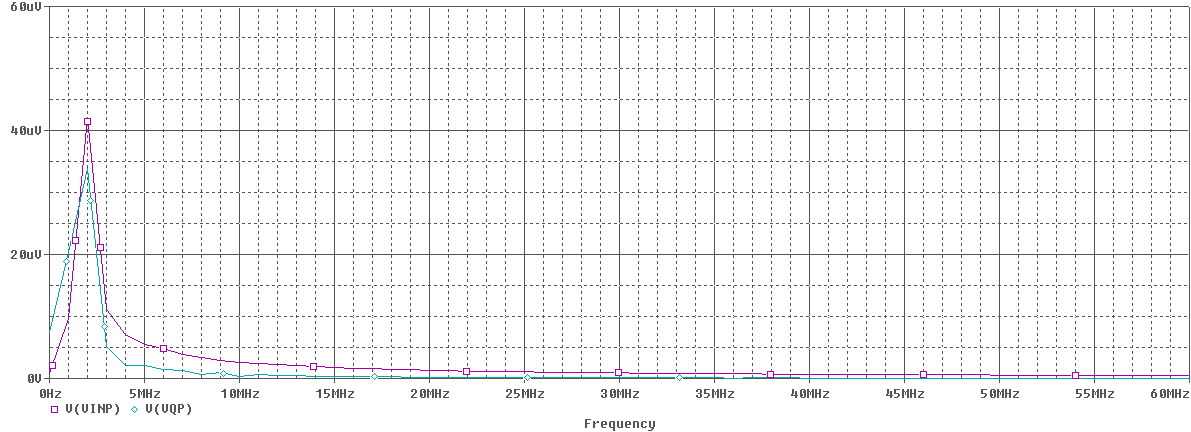 60uV
40uV
20uV
0V
0Hz 5MHz 10MHz 15MHz 20MHz 25MHz 30MHz 35MHz 40MHz 45MHz 50MHz 55MHz 60MHz
V(VINP) V(VQP)
Frequency